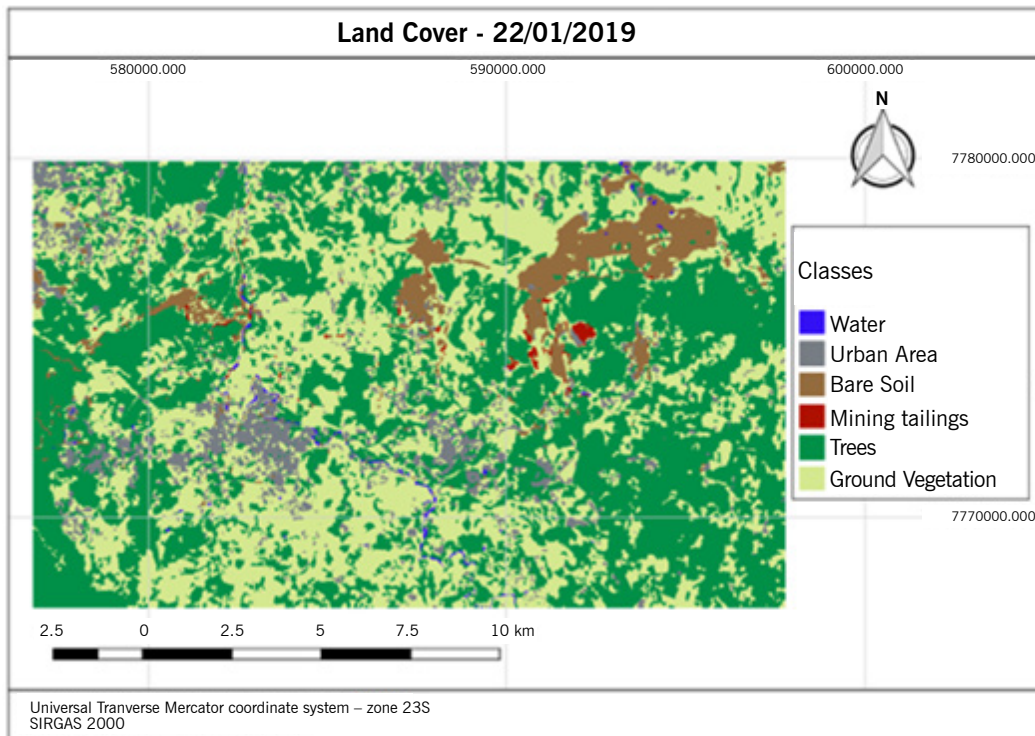 Land Cover - 22/01/2019
580000.000
590000.000
600000.000
N
7780000.000
Classes
Water
Urban Area
Bare Soil
Mining tailings
Trees
Ground Vegetation
7770000.000
2.5 0 2.5 5 7.5 10 km
Universal Tranverse Mercator coordinate system – zone 23S
SIRGAS 2000